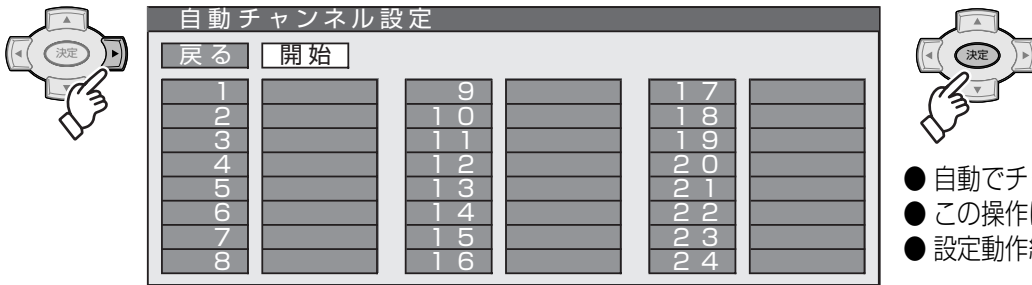 決定
自動チャンネル設定
戻る 開始
1 9 17
2 10 18
3 11 19
4 12 20
5 13 21
6 14 22
7 15 23
8 16 24
決定
● 自動でチ
● この操作
● 設定動作